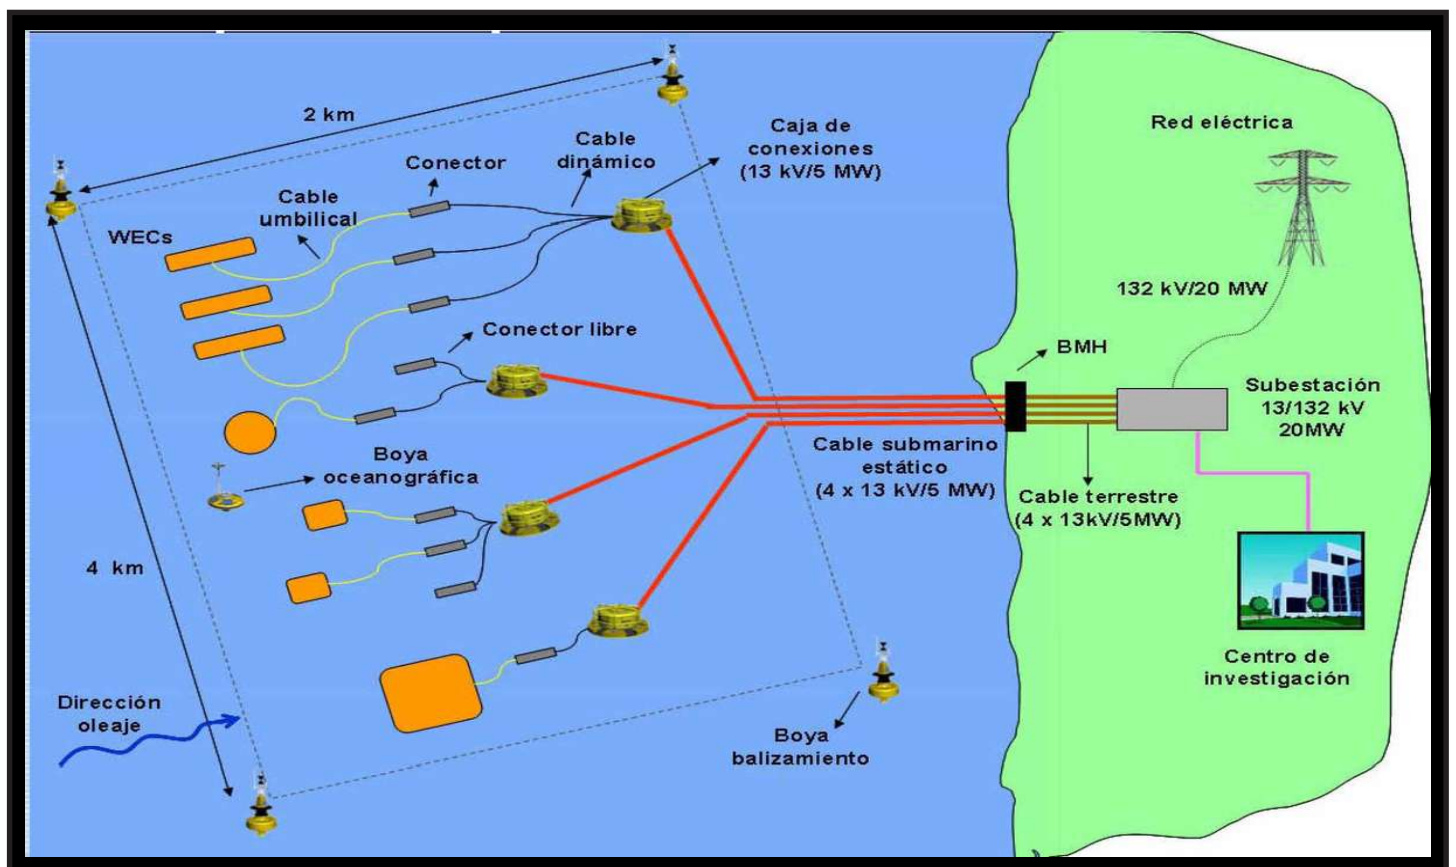 2 km
Cable
dinámico
Caja de
conexiones
(13 kV/5 MW)
Red eléctrica
Conector
Cable
umbilical
WECs
132 kV/20 MW
Conector libre
BMH
Subestación
13/132 kV
20MW
Cable submarino
estático
(4 x 13 kV/5 MW)
Boya
oceanográfica
Cable terrestre
(4 x 13kV/5MW)
4 km
Centro de
investigación
Dirección
oleaje
Boya
balizamiento